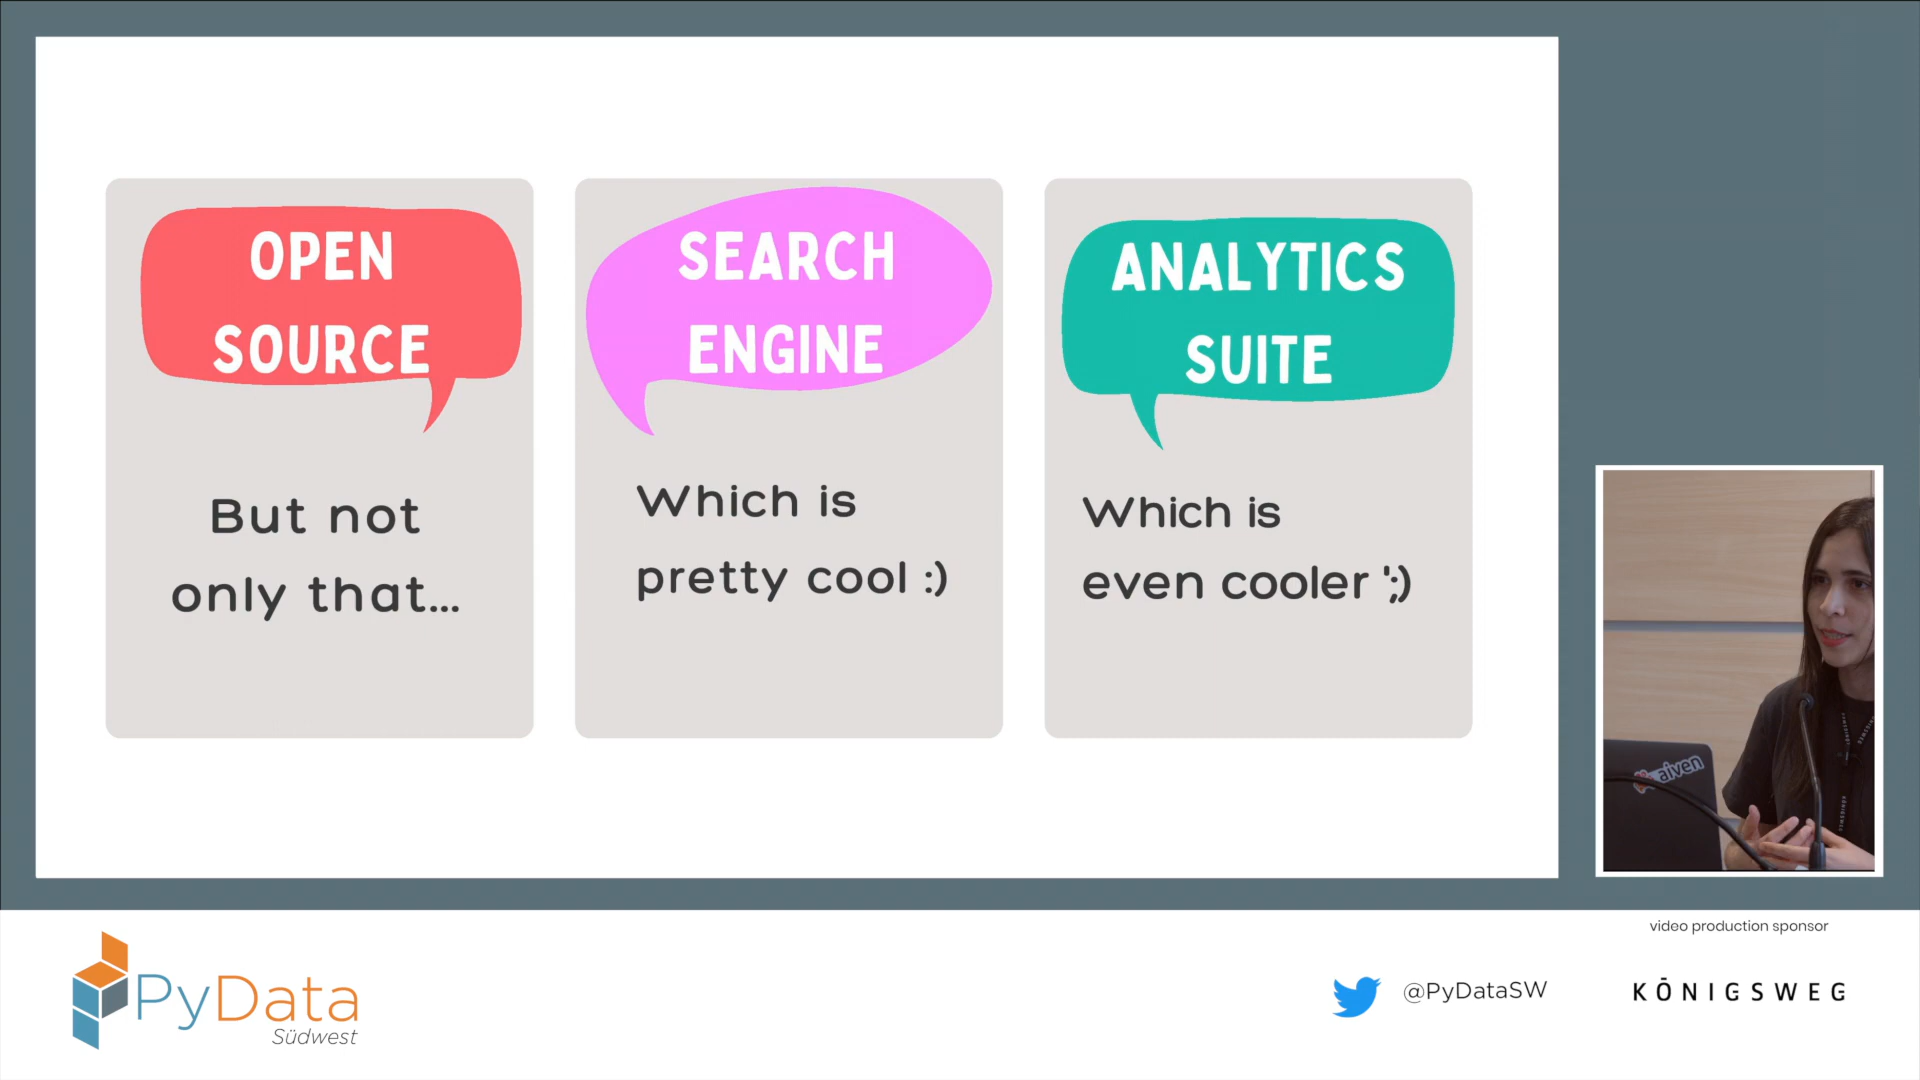 OPEN
SOURCE
But not
only that...
SEARCH
ENGINE
Which is
pretty cool :)
ANALYTICS
SUITE
Which is
even cooler ';)
aiven
video production sponsor
PyData
Südwest
@PyDataSW
KÖNIGSWEG